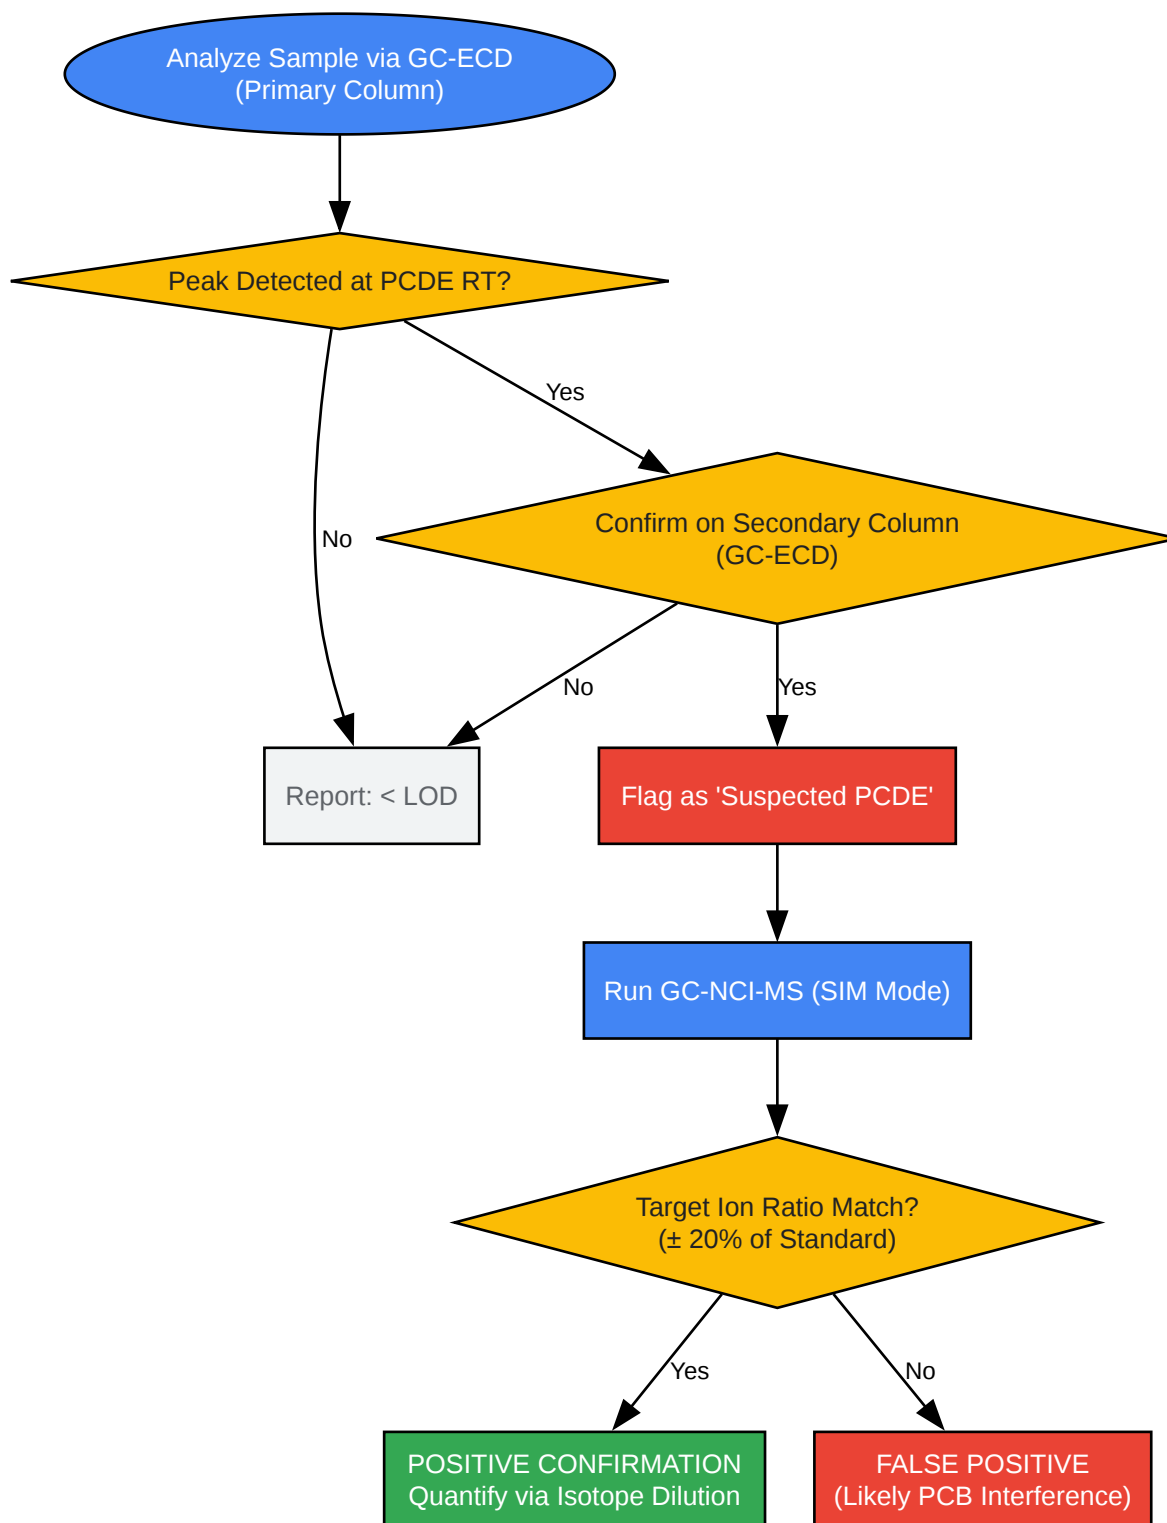 Analyze Sample via GC-ECD
(Primary Column)
Peak Detected at PCDE RT?
Yes
Confirm on Secondary Column
(GC-ECD)
No
No
Yes
Report: < LOD
Flag as 'Suspected PCDE'
Run GC-NCI-MS (SIM Mode)
Target Ion Ratio Match?
(± 20% of Standard)
Yes
No
POSITIVE CONFIRMATION
Quantify via Isotope Dilution
FALSE POSITIVE
(Likely PCB Interference)